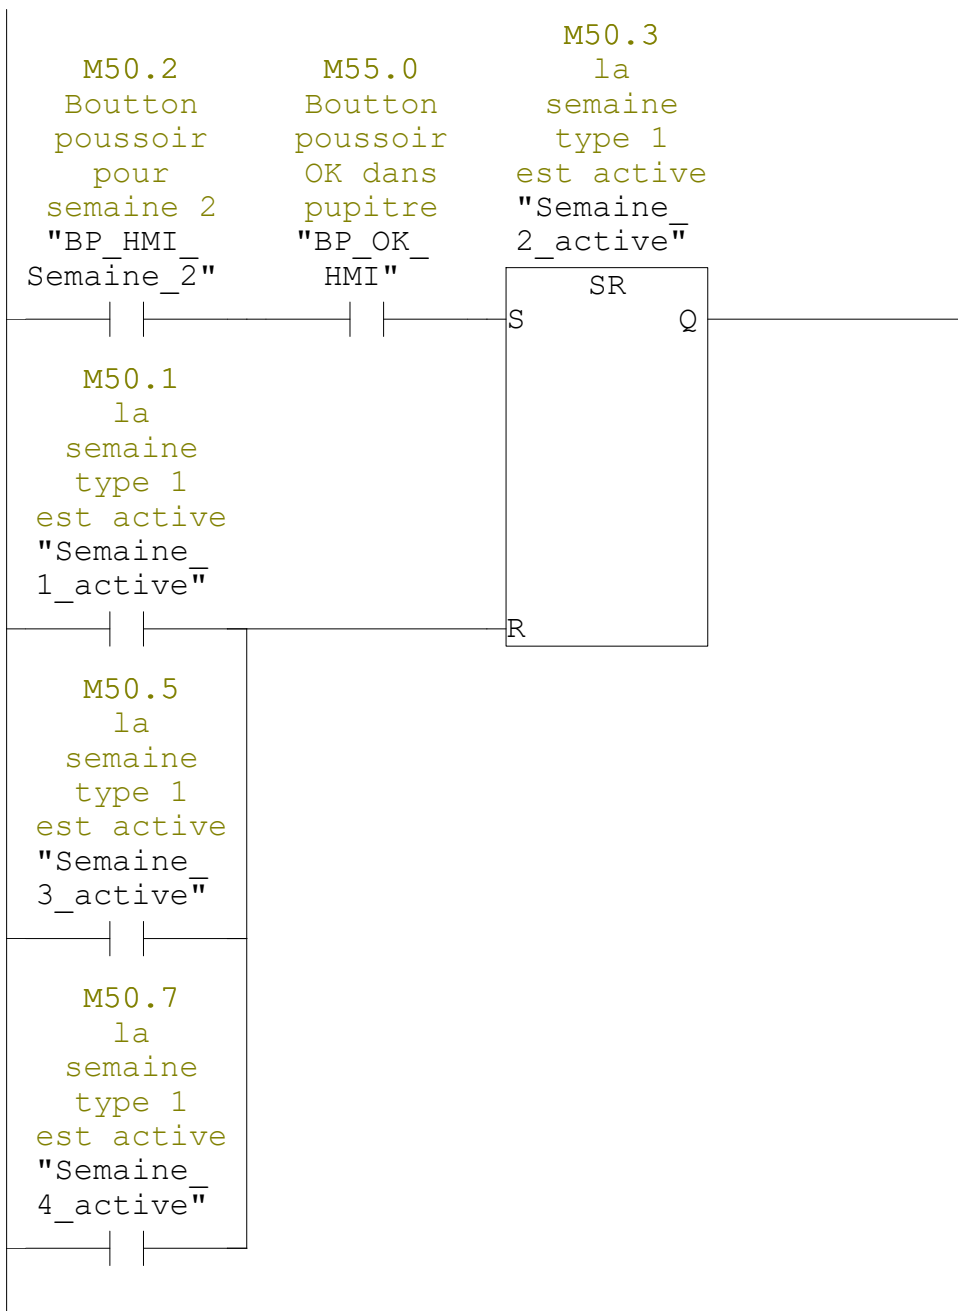 M50.2
Boutton
poussoir
pour
semaine 2
"BP_HMI_
Semaine_2"
M55.0
Boutton
poussoir
OK dans
pupitre
"BP_OK_
HMI"
M50.3
la
semaine
type 1
est active
"Semaine_
2_active"
SR
S
Q
M50.1
la
semaine
type 1
est active
"Semaine_
1_active"
R
M50.5
la
semaine
type 1
est active
"Semaine_
3_active"
M50.7
la
semaine
type 1
est active
"Semaine_
4_active"